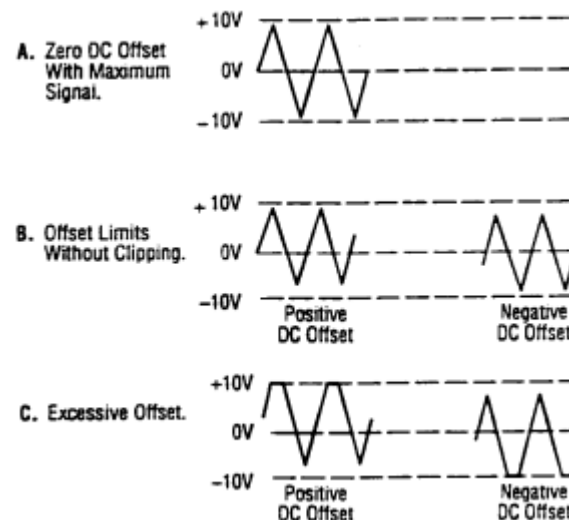 +10V
A. Zero DC Offset
With Maximum
Signal.
0V
-10V
+10V
B. Offset Limits
Without Clipping.
0V
-10V
Positive
DC Offset
Negative
DC Offset
+10V
C. Excessive Offset.
0V
-10V
Positive
DC Offset
Negative
DC Offset